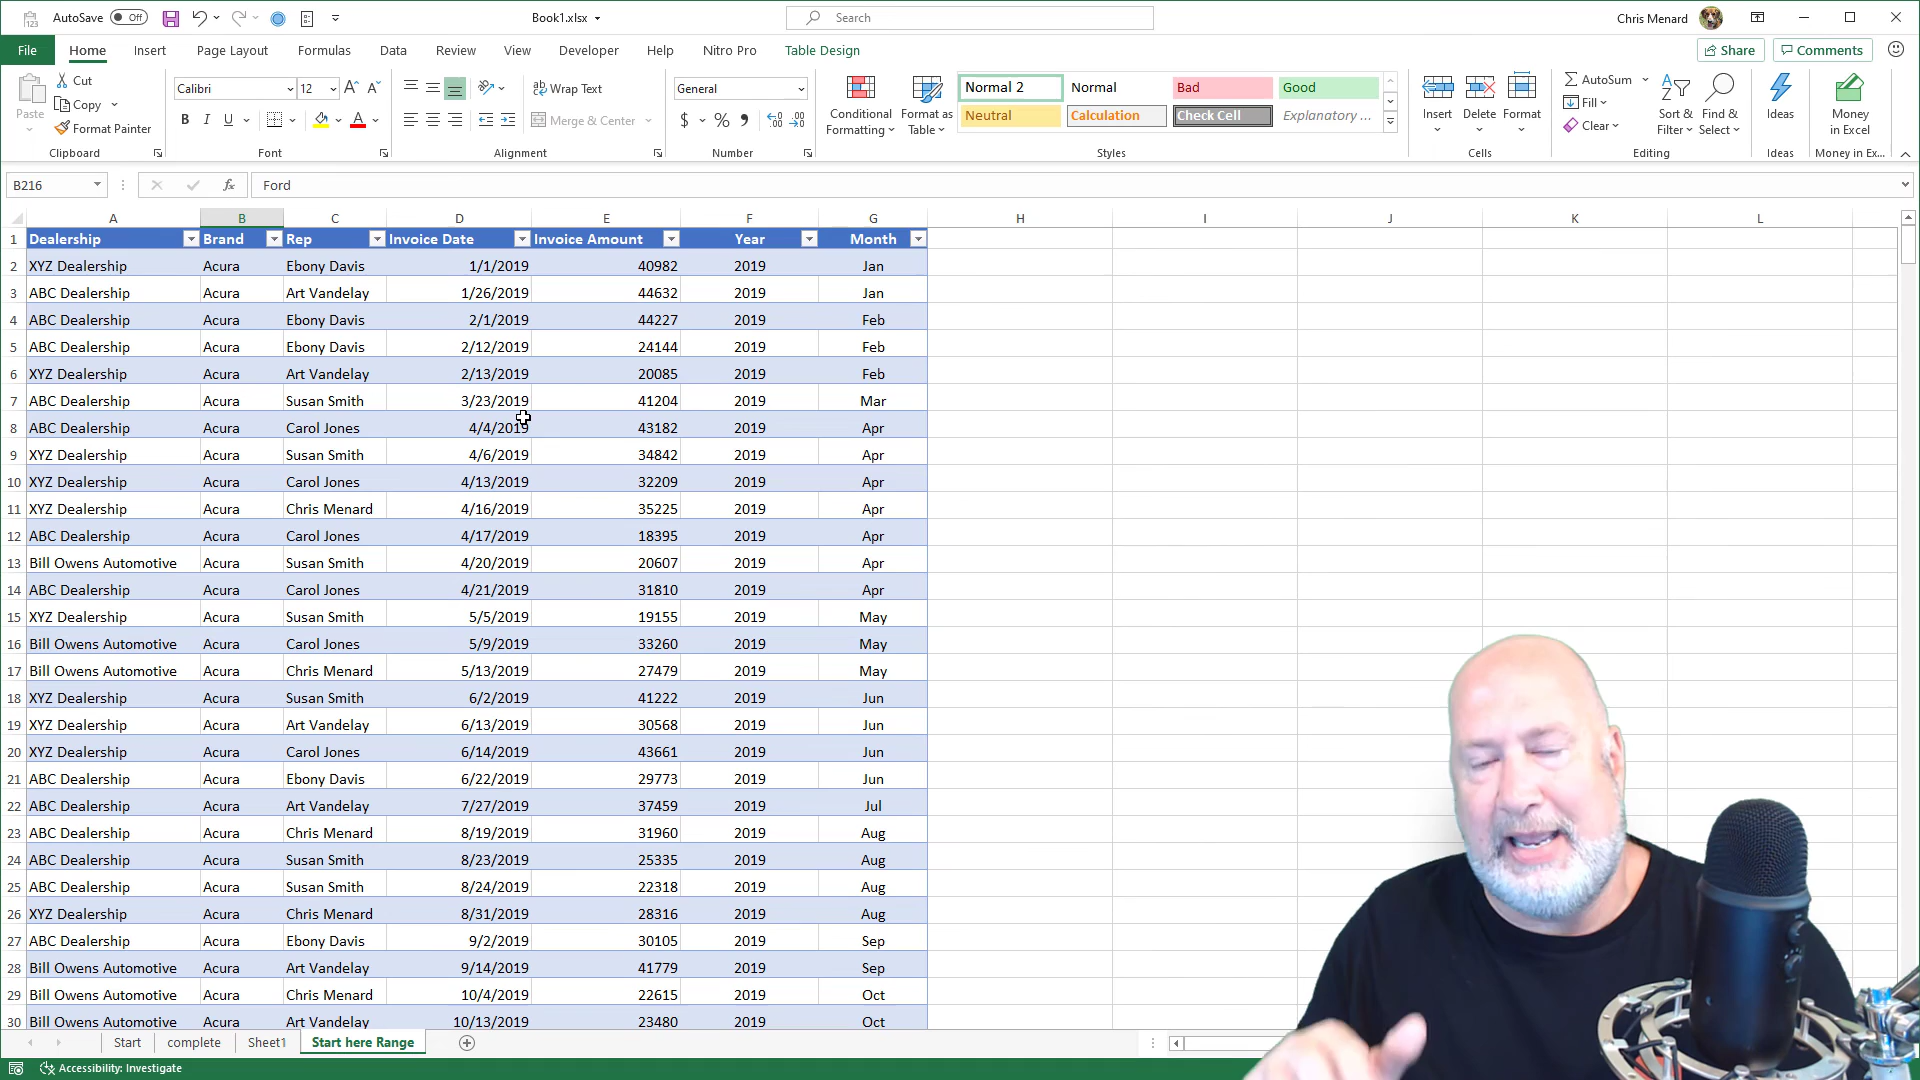 AutoSave Off Book1.xlsx Search Chris Menard
File Home Insert Page Layout Formulas Data Review View Developer Help Nitro Pro Table Design Share Comments
Paste Cut Copy Format Painter Clipboard
Calibri 12 B I U A Font
Wrap Text Merge & Center Alignment
General $ % Number
Conditional Formatting Format as Table Normal 2 Normal Bad Good Neutral Calculation Check Cell Explanatory ... Styles
Insert Delete Format Cells
AutoSum Fill Clear Sort & Filter Find & Select Editing
Ideas Ideas
Money in Excel Money in Ex...
B216 fx Ford
A B C D E F G H I J K L
1 Dealership Brand Rep Invoice Date Invoice Amount Year Month
2 XYZ Dealership Acura Ebony Davis 1/1/2019 40982 2019 Jan
3 ABC Dealership Acura Art Vandelay 1/26/2019 44632 2019 Jan
4 ABC Dealership Acura Ebony Davis 2/1/2019 44227 2019 Feb
5 ABC Dealership Acura Ebony Davis 2/12/2019 24144 2019 Feb
6 XYZ Dealership Acura Art Vandelay 2/13/2019 20085 2019 Feb
7 ABC Dealership Acura Susan Smith 3/23/2019 41204 2019 Mar
8 ABC Dealership Acura Carol Jones 4/4/2019 43182 2019 Apr
9 XYZ Dealership Acura Susan Smith 4/6/2019 34842 2019 Apr
10 XYZ Dealership Acura Carol Jones 4/13/2019 32209 2019 Apr
11 XYZ Dealership Acura Chris Menard 4/16/2019 35225 2019 Apr
12 ABC Dealership Acura Carol Jones 4/17/2019 18395 2019 Apr
13 Bill Owens Automotive Acura Susan Smith 4/20/2019 20607 2019 Apr
14 ABC Dealership Acura Carol Jones 4/21/2019 31810 2019 Apr
15 XYZ Dealership Acura Susan Smith 5/5/2019 19155 2019 May
16 Bill Owens Automotive Acura Carol Jones 5/9/2019 33260 2019 May
17 Bill Owens Automotive Acura Chris Menard 5/13/2019 27479 2019 May
18 XYZ Dealership Acura Susan Smith 6/2/2019 41222 2019 Jun
19 XYZ Dealership Acura Art Vandelay 6/13/2019 30568 2019 Jun
20 XYZ Dealership Acura Carol Jones 6/14/2019 43661 2019 Jun
21 ABC Dealership Acura Ebony Davis 6/22/2019 29773 2019 Jun
22 ABC Dealership Acura Art Vandelay 7/27/2019 37459 2019 Jul
23 ABC Dealership Acura Chris Menard 8/19/2019 31960 2019 Aug
24 ABC Dealership Acura Susan Smith 8/23/2019 25335 2019 Aug
25 ABC Dealership Acura Susan Smith 8/24/2019 22318 2019 Aug
26 XYZ Dealership Acura Chris Menard 8/31/2019 28316 2019 Aug
27 ABC Dealership Acura Ebony Davis 9/2/2019 30105 2019 Sep
28 Bill Owens Automotive Acura Art Vandelay 9/14/2019 41779 2019 Sep
29 Bill Owens Automotive Acura Chris Menard 10/4/2019 22615 2019 Oct
30 Bill Owens Automotive Acura Art Vandelay 10/13/2019 23480 2019 Oct
Start complete Sheet1 Start here Range
Accessibility: Investigate